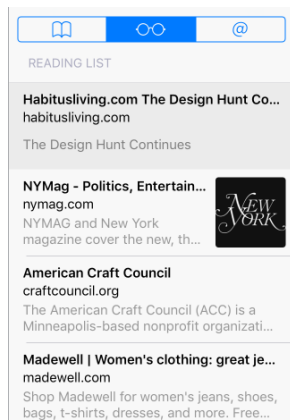 @
READING LIST
Habitusliving.com The Design Hunt Co...
habitusliving.com
The Design Hunt Continues
NYMag - Politics, Entertain...
nymag.com
NYMAG and New York
magazine cover the new, th...
NEW
YORK
American Craft Council
craftcouncil.org
The American Craft Council (ACC) is a
Minneapolis-based nonprofit organizati...
Madewell | Women's clothing: great je...
madewell.com
Shop Madewell for women's jeans, shoes,
bags, t-shirts, dresses, and more. Free...